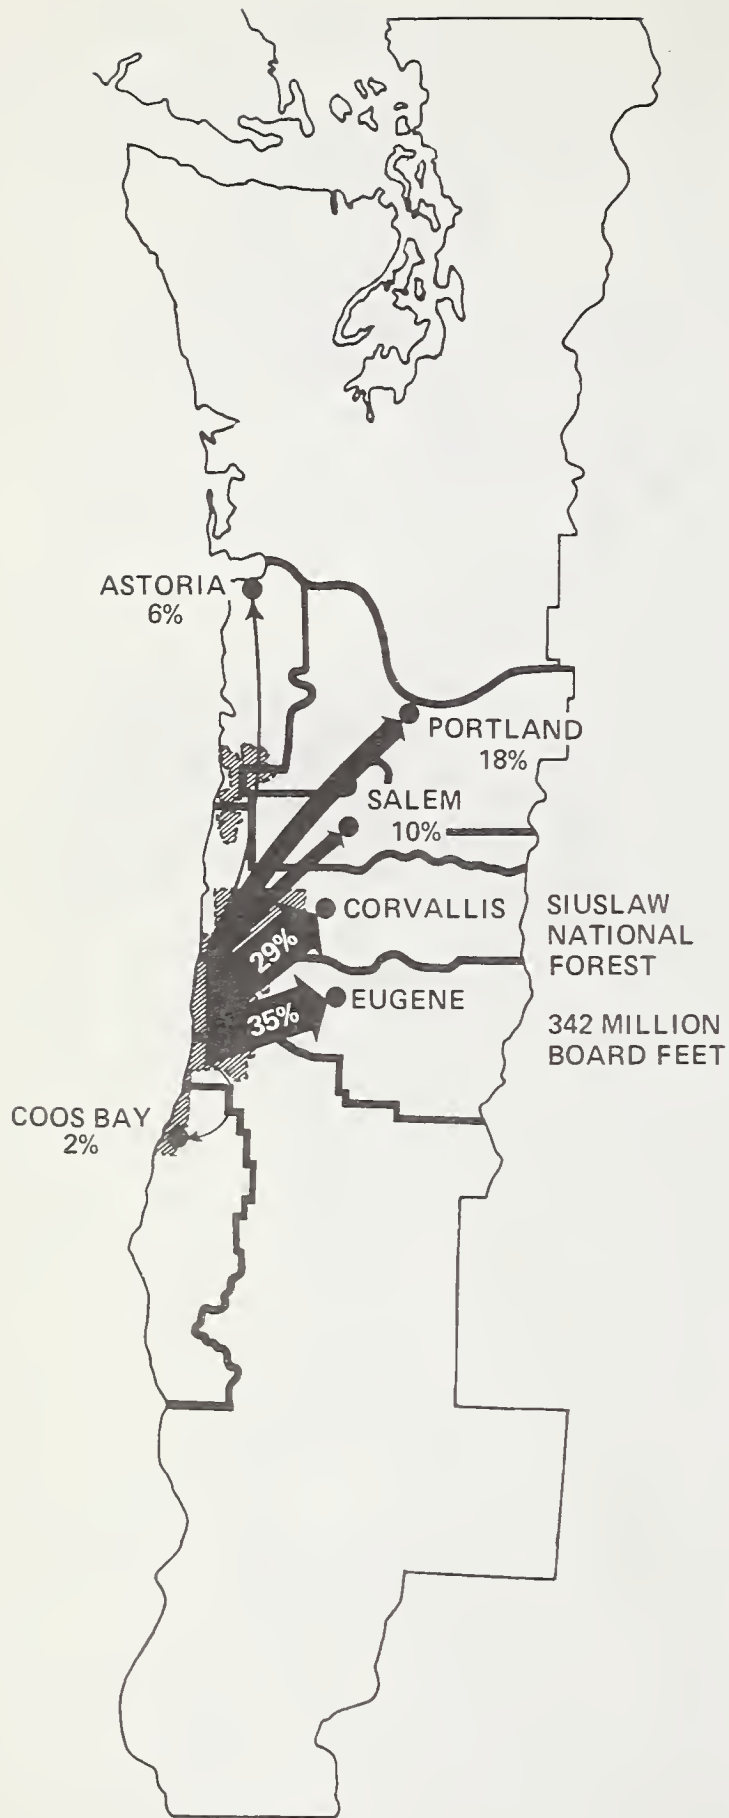 ASTORIA
6%
PORTLAND
18%
SALEM
10%
CORVALLIS
29%
EUGENE
35%
SIUSLAW
NATIONAL
FOREST
342 MILLION
BOARD FEET
COOS BAY
2%